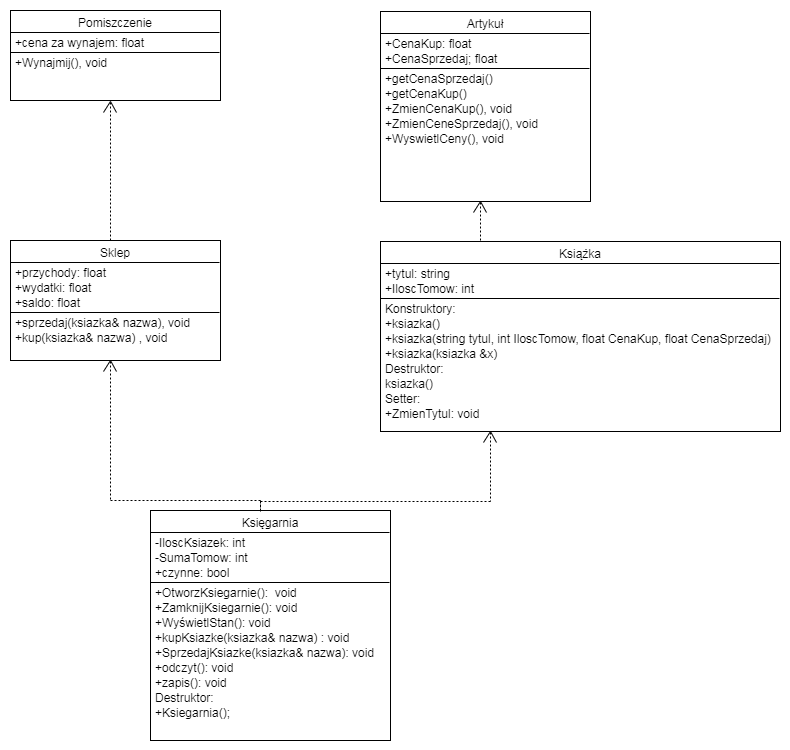 Pomiszczenie
+cena za wynajem: float
+Wynajmij(), void
Artykuł
+CenaKup: float
+CenaSprzedaj; float
+getCenaSprzedaj()
+getCenaKup()
+ZmienCenaKup(), void
+ZmienCeneSprzedaj(), void
+WyswietlCeny(), void
Sklep
+przychody: float
+wydatki: float
+saldo: float
+sprzedaj(ksiazka& nazwa), void
+kup(ksiazka& nazwa) , void
Książka
+tytul: string
+IloscTomow: int
Konstruktory:
+ksiazka()
+ksiazka(string tytul, int IloscTomow, float CenaKup, float CenaSprzedaj)
+ksiazka(ksiazka &x)
Destruktor:
ksiazka()
Setter:
+ZmienTytul: void
Księgarnia
-IloscKsiazek: int
-SumaTomow: int
+czynne: bool
+OtworzKsiegarnie():  void
+ZamknijKsiegarnie(): void
+WyświetlStan(): void
+kupKsiazke(ksiazka& nazwa) : void
+SprzedajKsiazke(ksiazka& nazwa): void
+odczyt(): void
+zapis(): void
Destruktor:
+Ksiegarnia();